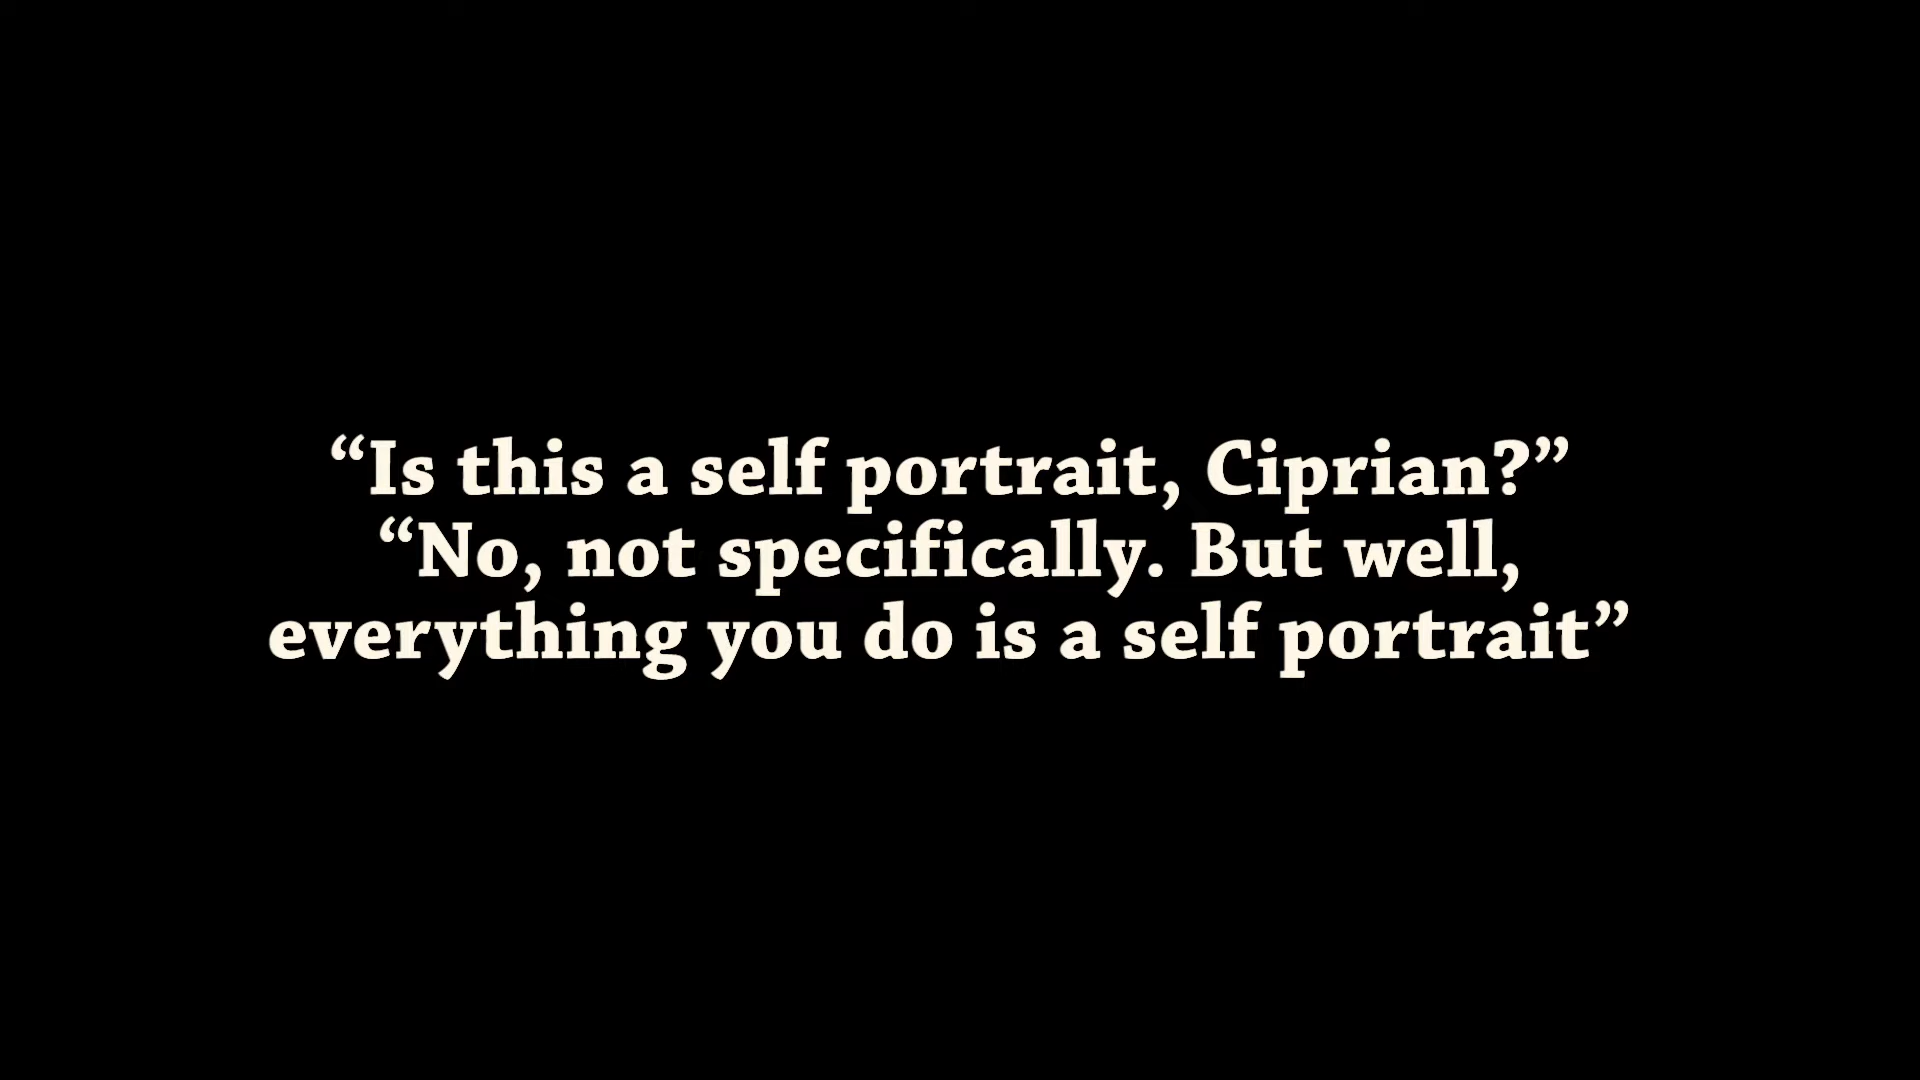 “Is this a self portrait, Ciprian?”
“No, not specifically. But well,
everything you do is a self portrait”